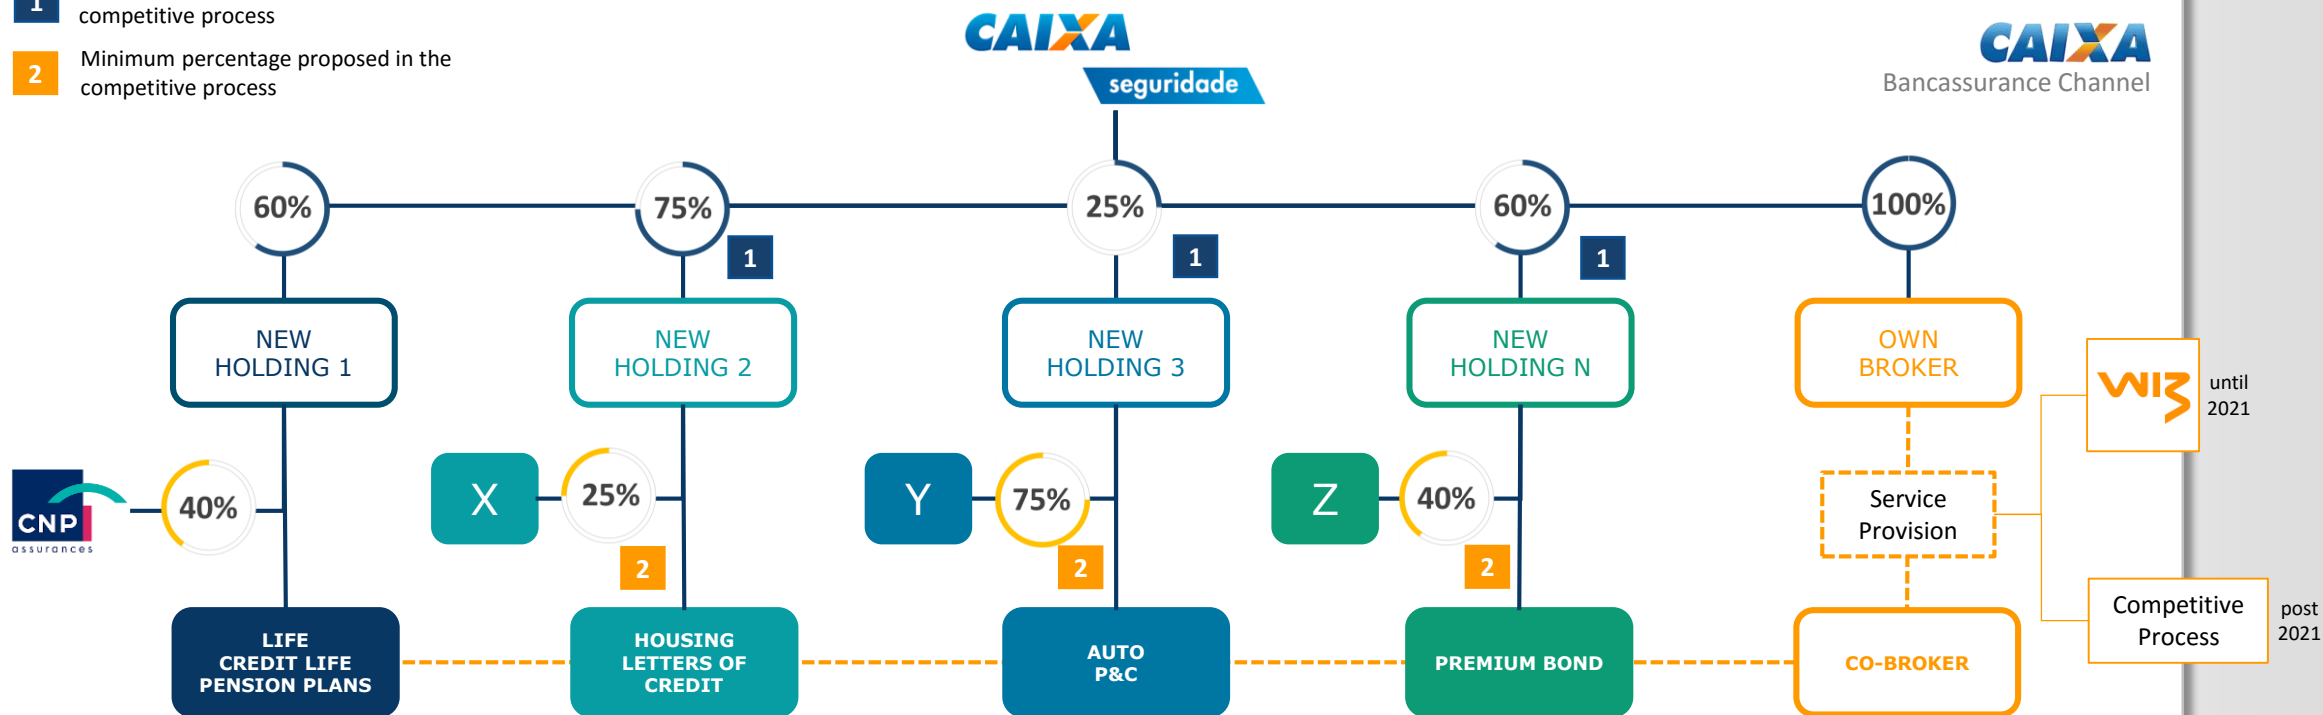 1
competitive process
2
Minimum percentage proposed in the
competitive process
CAIXA
seguridade
CAIXA
Bancassurance Channel
60%
75%
25%
60%
100%
1
1
1
NEW
HOLDING 1
NEW
HOLDING 2
NEW
HOLDING 3
NEW
HOLDING N
OWN
BROKER
WIZ
until
2021
CNP
assurances
40%
X
25%
2
Y
75%
2
Z
40%
2
Service
Provision
Competitive
Process
post
2021
LIFE
CREDIT LIFE
PENSION PLANS
HOUSING
LETTERS OF
CREDIT
AUTO
P&C
PREMIUM BOND
CO-BROKER